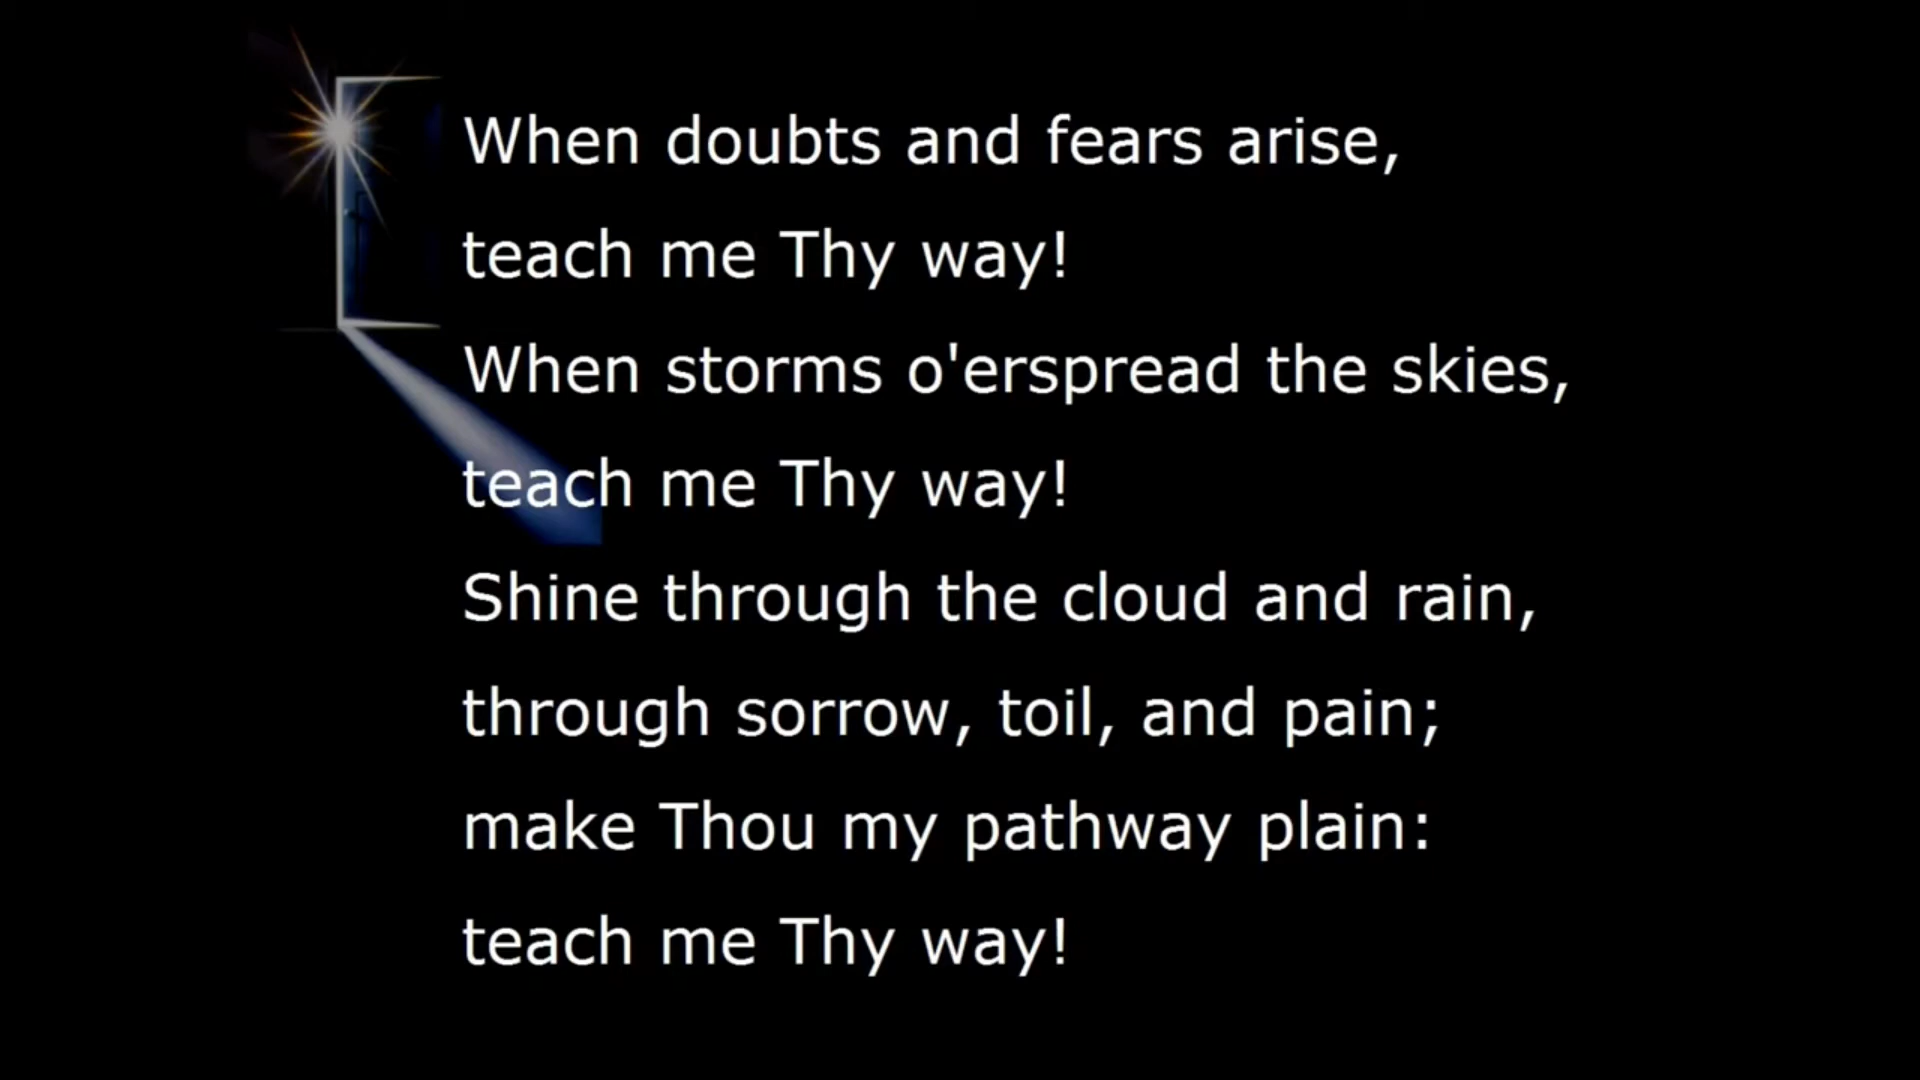 When doubts and fears arise,
teach me Thy way!
When storms o'erspread the skies,
teach me Thy way!
Shine through the cloud and rain,
through sorrow, toil, and pain;
make Thou my pathway plain:
teach me Thy way!